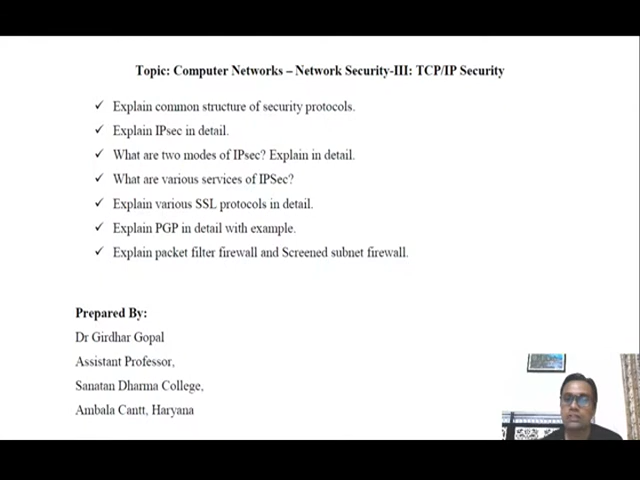 Topic: Computer Networks – Network Security-III: TCP/IP Security
✓ Explain common structure of security protocols.
✓ Explain IPsec in detail.
✓ What are two modes of IPsec? Explain in detail.
✓ What are various services of IPSec?
✓ Explain various SSL protocols in detail.
✓ Explain PGP in detail with example.
✓ Explain packet filter firewall and Screened subnet firewall.
Prepared By:
Dr Girdhar Gopal
Assistant Professor,
Sanatan Dharma College,
Ambala Cantt, Haryana